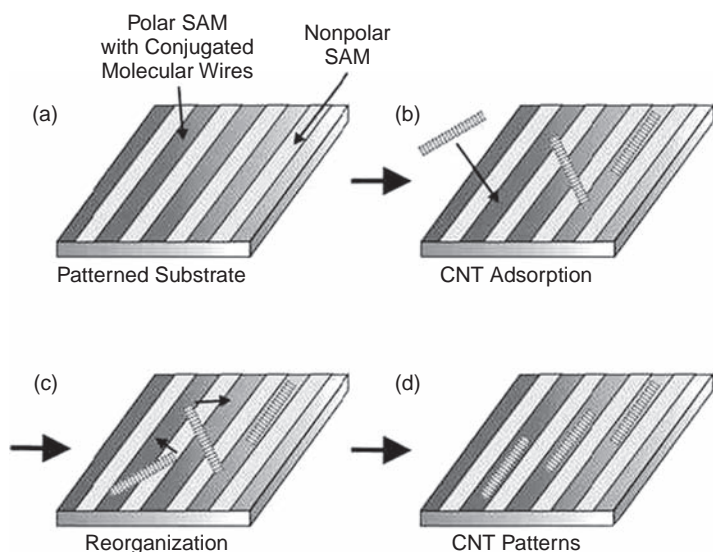 Polar SAM
with Conjugated
Molecular Wires
Nonpolar
SAM
(a)
(b)
Patterned Substrate
CNT Adsorption
(c)
(d)
Reorganization
CNT Patterns